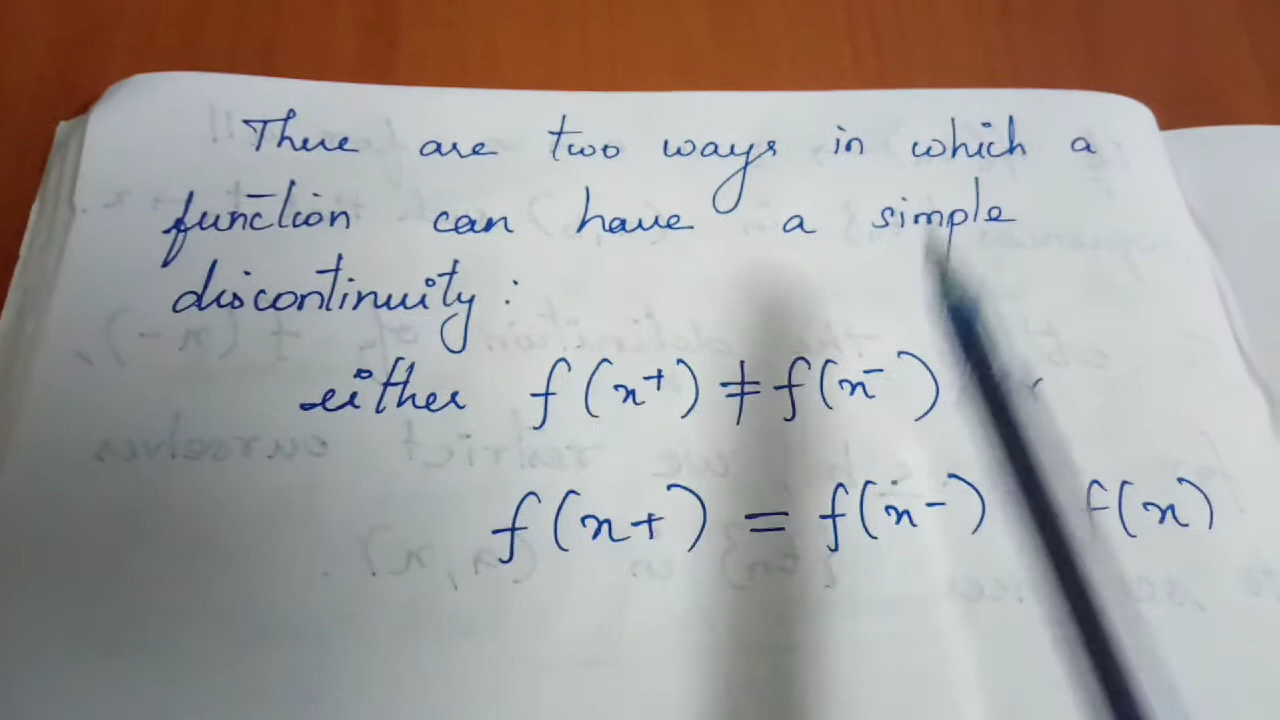 There are two ways in which a
function can have a simple
discontinuity :
either f(x+) ≠ f(x-)
f(x+) = f(x-) f(x)